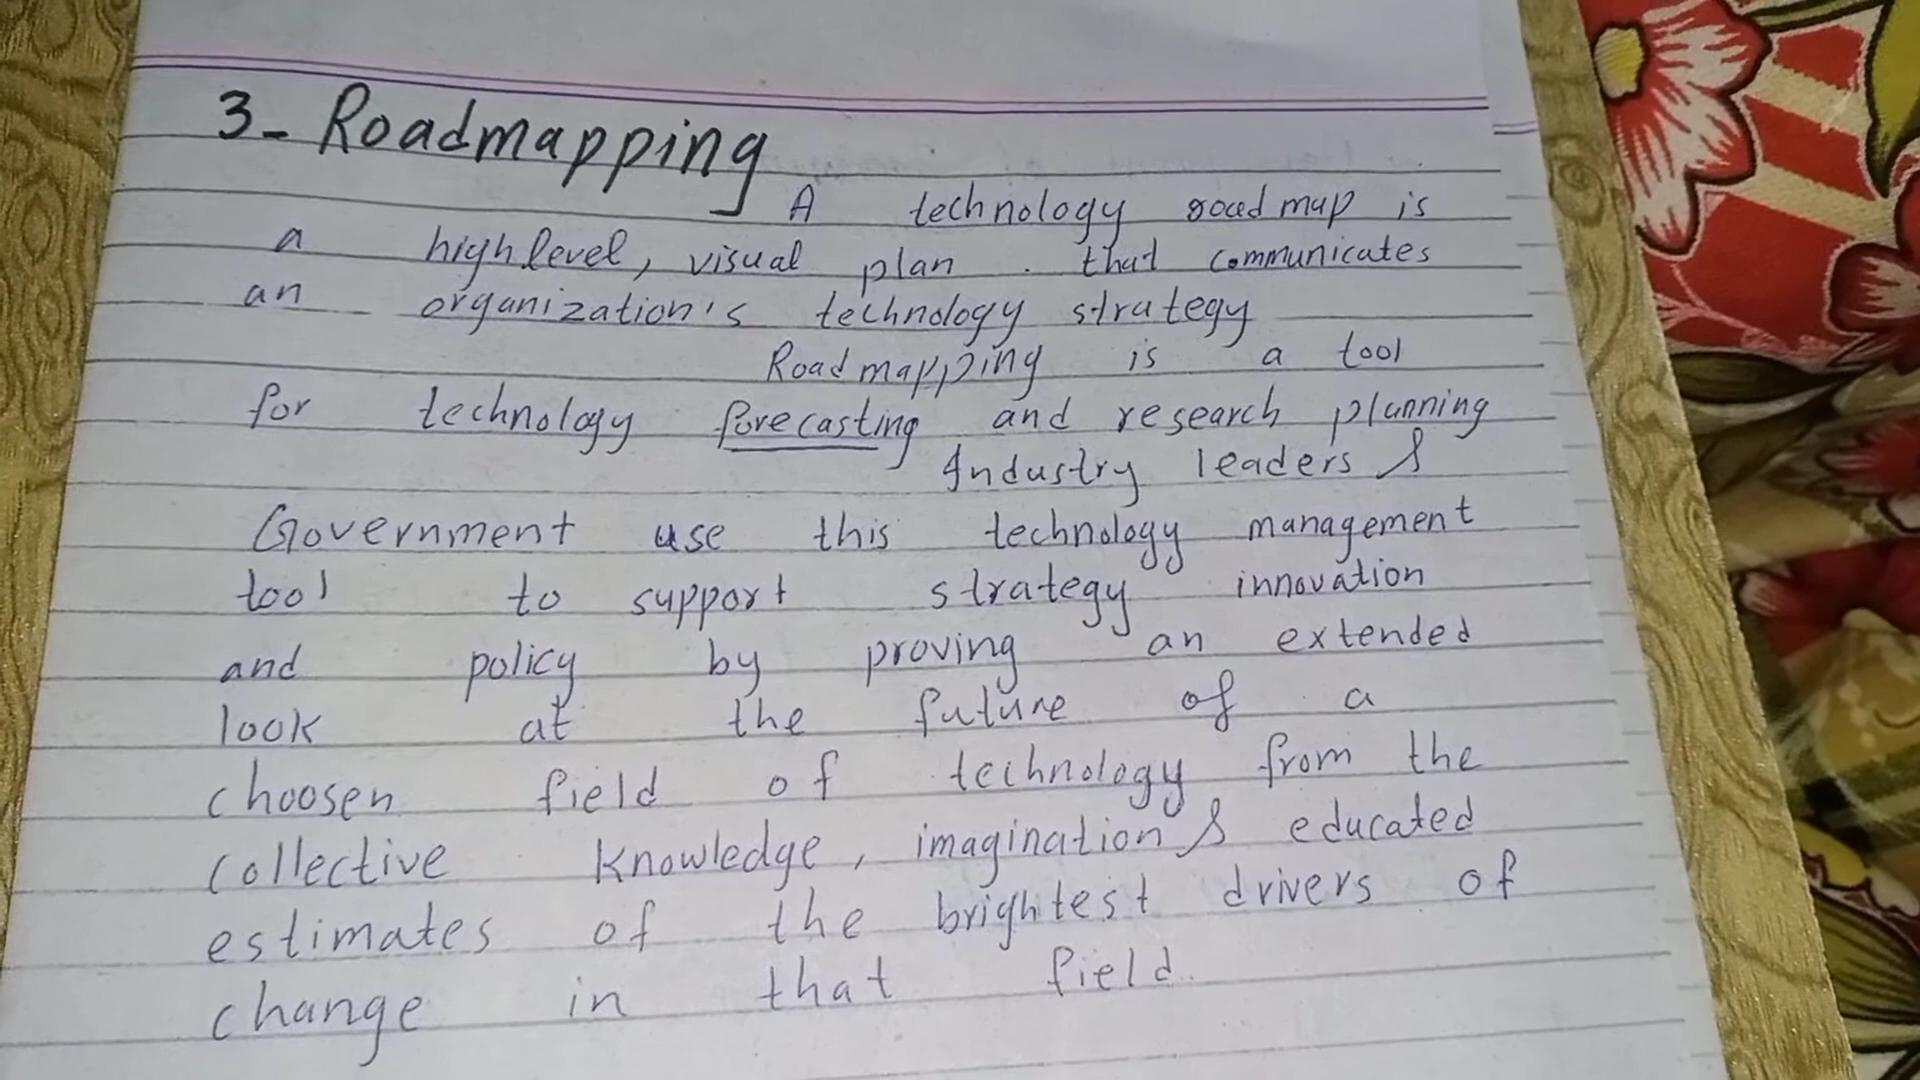 3- Roadmapping
A technology roadmap is
a high level, visual plan that communicates
an organization's technology strategy
Roadmapping is a tool
for technology forecasting and research planning
Industry leaders &
Government use this technology management
tool to support strategy innovation
and policy by proving an extended
look at the future of a
choosen field of technology from the
collective knowledge, imagination & educated
estimates of the brightest drivers of
change in that field.